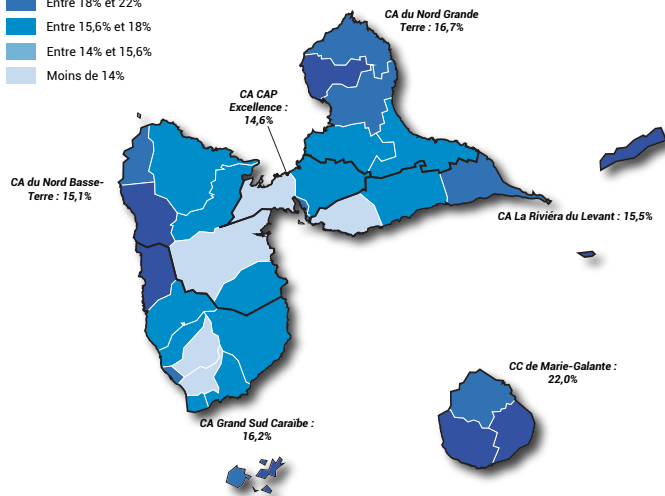 Entre 18% et 22%
Entre 15,6% et 18%
Entre 14% et 15,6%
Moins de 14%
CA du Nord Grande
Terre : 16,7%
CA CAP
Excellence :
14,6%
CA du Nord Basse-
Terre : 15,1%
CA La Riviéra du Levant : 15,5%
CC de Marie-Galante :
22,0%
CA Grand Sud Caraïbe :
16,2%